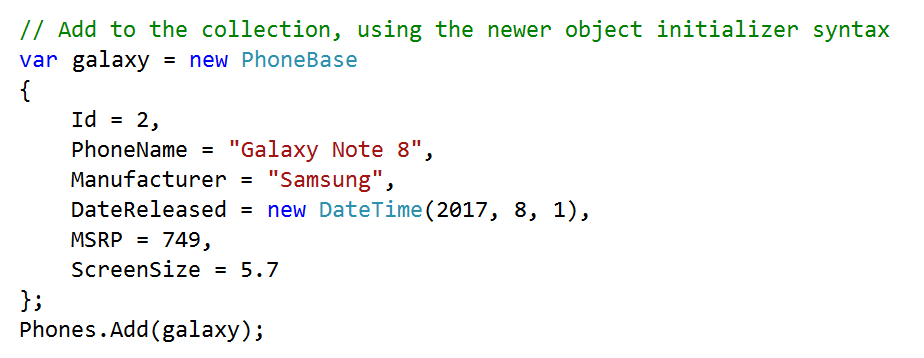 // Add to the collection, using the newer object initializer syntax
var galaxy = new PhoneBase
{
    Id = 2,
    PhoneName = "Galaxy Note 8",
    Manufacturer = "Samsung",
    DateReleased = new DateTime(2017, 8, 1),
    MSRP = 749,
    ScreenSize = 5.7
};
Phones.Add(galaxy);